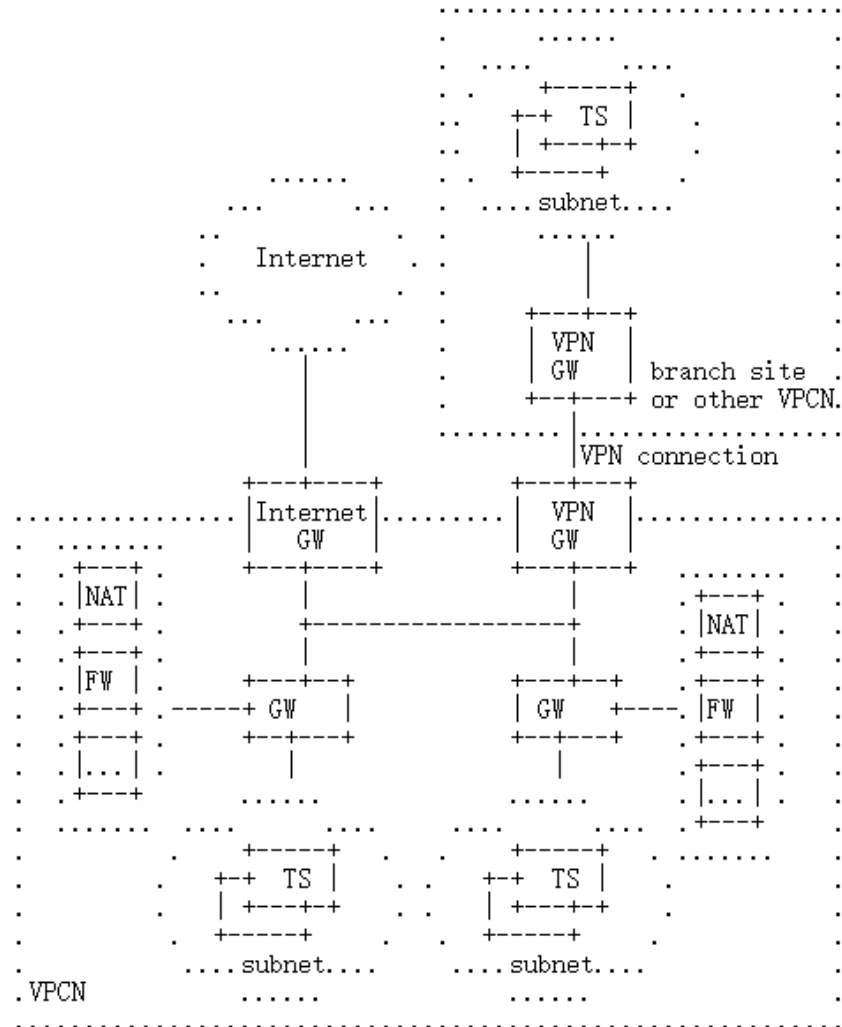 TS
subnet
Internet
VPN
GW branch site
or other VPCN.
VPN connection
Internet VPN
GW GW
NAT NAT
FW
GW GW FW
...
...
TS TS
subnet subnet
VPCN